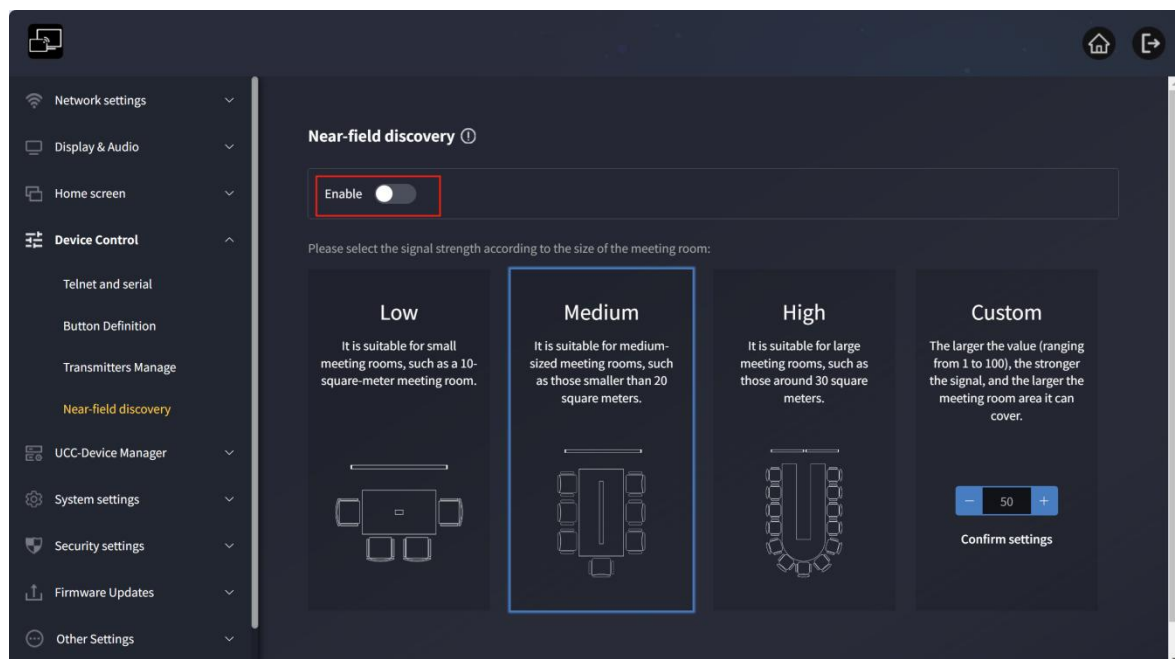 Network settings
Display & Audio
Home screen
Device Control
Telnet and serial
Button Definition
Transmitters Manage
Near-field discovery
UCC-Device Manager
System settings
Security settings
Firmware Updates
Other Settings
Near-field discovery
Enable
Please select the signal strength according to the size of the meeting room:
Low
It is suitable for small
meeting rooms, such as a 10-
square-meter meeting room.
Medium
It is suitable for medium-
sized meeting rooms, such
as those smaller than 20
square meters.
High
It is suitable for large
meeting rooms, such as
those around 30 square
meters.
Custom
The larger the value (ranging
from 1 to 100), the stronger
the signal, and the larger the
meeting room area it can
cover.
- 50 +
Confirm settings